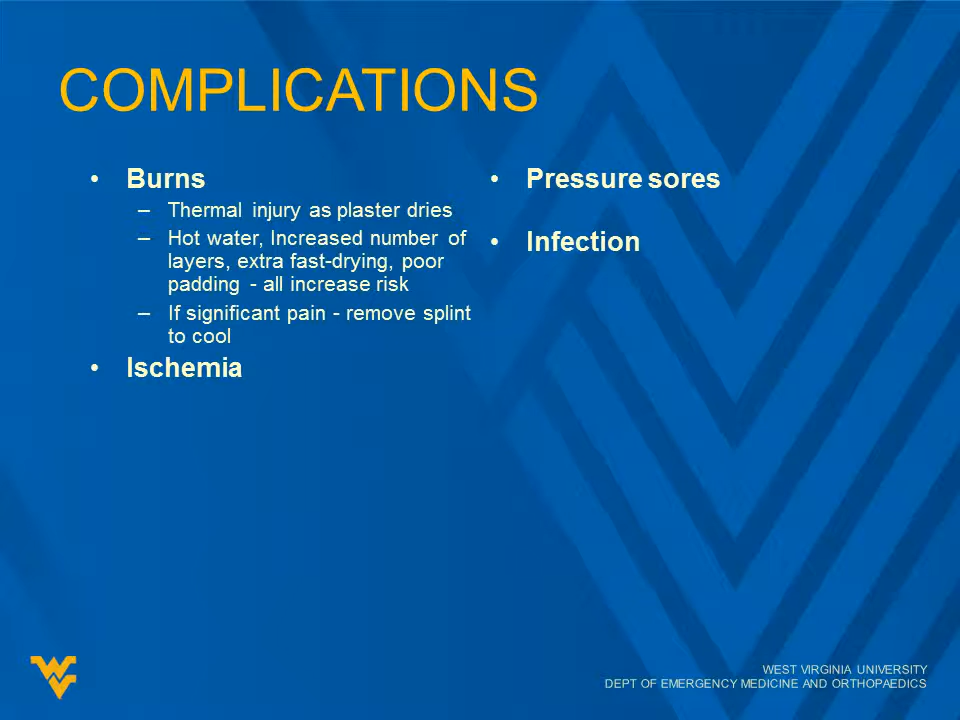 COMPLICATIONS
• Burns
– Thermal injury as plaster dries
– Hot water, Increased number of
layers, extra fast-drying, poor
padding - all increase risk
– If significant pain - remove splint
to cool
• Ischemia
• Pressure sores
• Infection
WEST VIRGINIA UNIVERSITY
DEPT OF EMERGENCY MEDICINE AND ORTHOPAEDICS